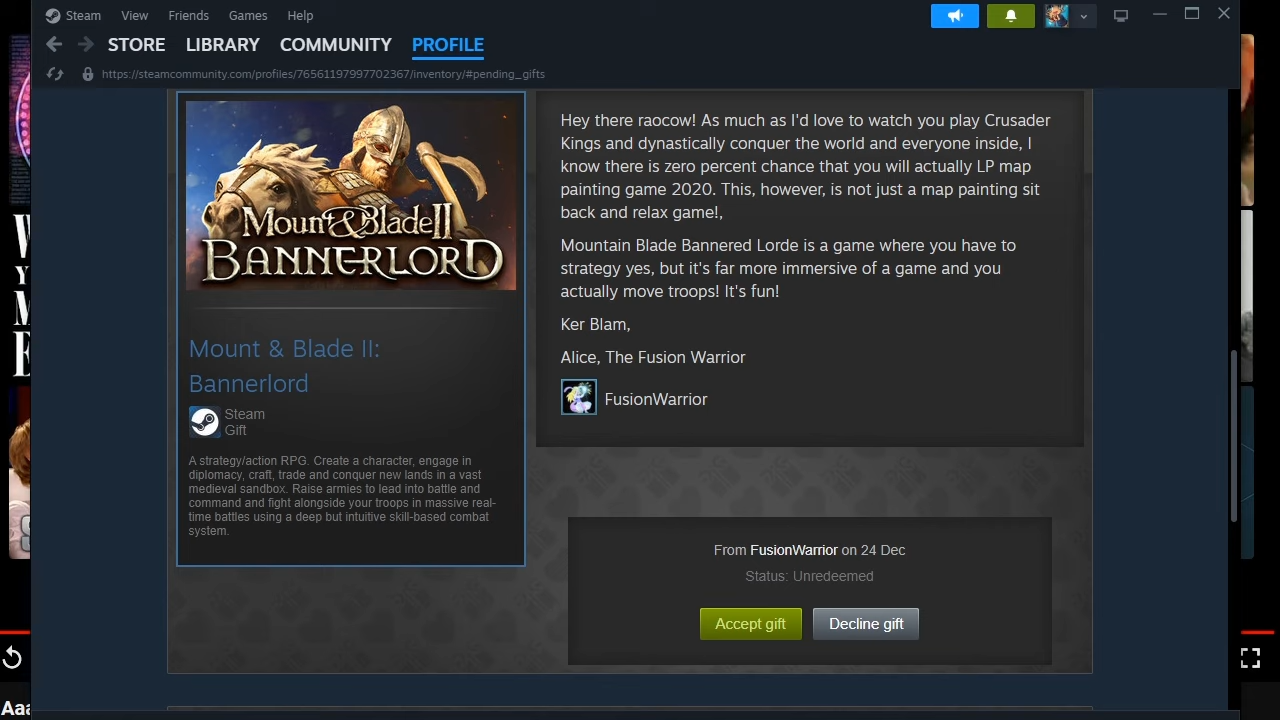 Steam View Friends Games Help
STORE LIBRARY COMMUNITY PROFILE
https://steamcommunity.com/profiles/76561197997702367/inventory/#pending_gifts
MOUNT & BLADE II
BANNERLORD
Mount & Blade II:
Bannerlord
Steam
Gift
A strategy/action RPG. Create a character, engage in
diplomacy, craft, trade and conquer new lands in a vast
medieval sandbox. Raise armies to lead into battle and
command and fight alongside your troops in massive real-
time battles using a deep but intuitive skill-based combat
system.
Hey there raocow! As much as I'd love to watch you play Crusader
Kings and dynastically conquer the world and everyone inside, I
know there is zero percent chance that you will actually LP map
painting game 2020. This, however, is not just a map painting sit
back and relax game!,
Mountain Blade Bannered Lorde is a game where you have to
strategy yes, but it's far more immersive of a game and you
actually move troops! It's fun!
Ker Blam,
Alice, The Fusion Warrior
FusionWarrior
From FusionWarrior on 24 Dec
Status: Unredeemed
Accept gift Decline gift